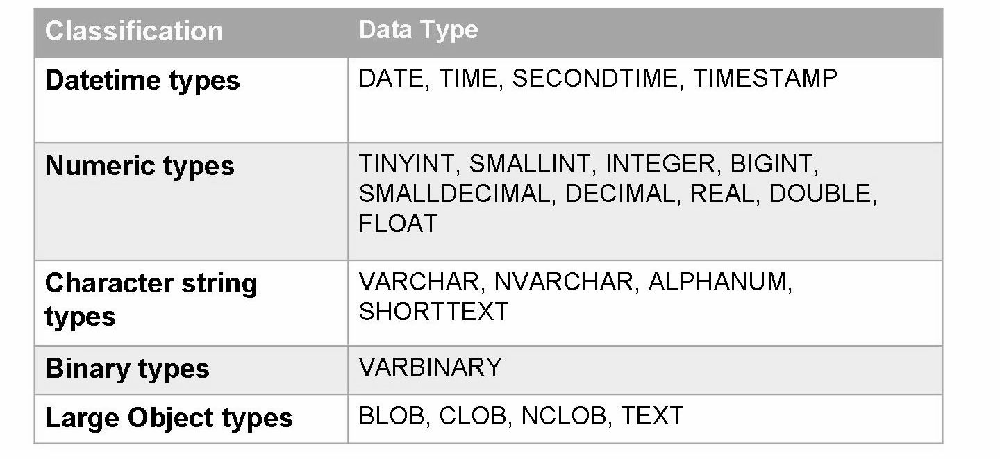 Classification Data Type
Datetime types DATE, TIME, SECONDTIME, TIMESTAMP
Numeric types TINYINT, SMALLINT, INTEGER, BIGINT,
SMALLDECIMAL, DECIMAL, REAL, DOUBLE,
FLOAT
Character string VARCHAR, NVARCHAR, ALPHANUM,
types SHORTTEXT
Binary types VARBINARY
Large Object types BLOB, CLOB, NCLOB, TEXT